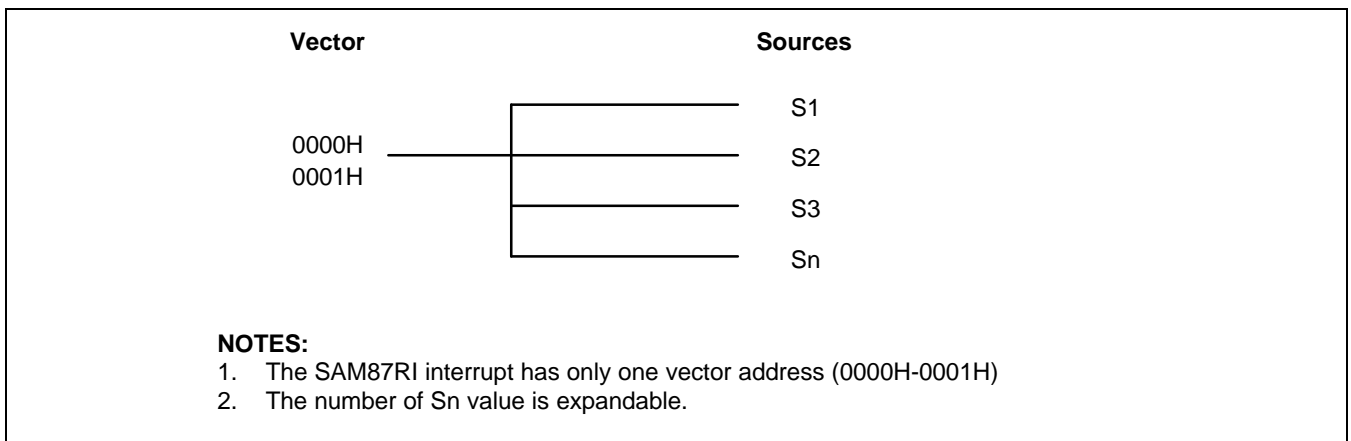 Vector Sources
S1
0000H
S2
0001H
S3
Sn
NOTES:
1. The SAM87RI interrupt has only one vector address (0000H-0001H)
2. The number of Sn value is expandable.